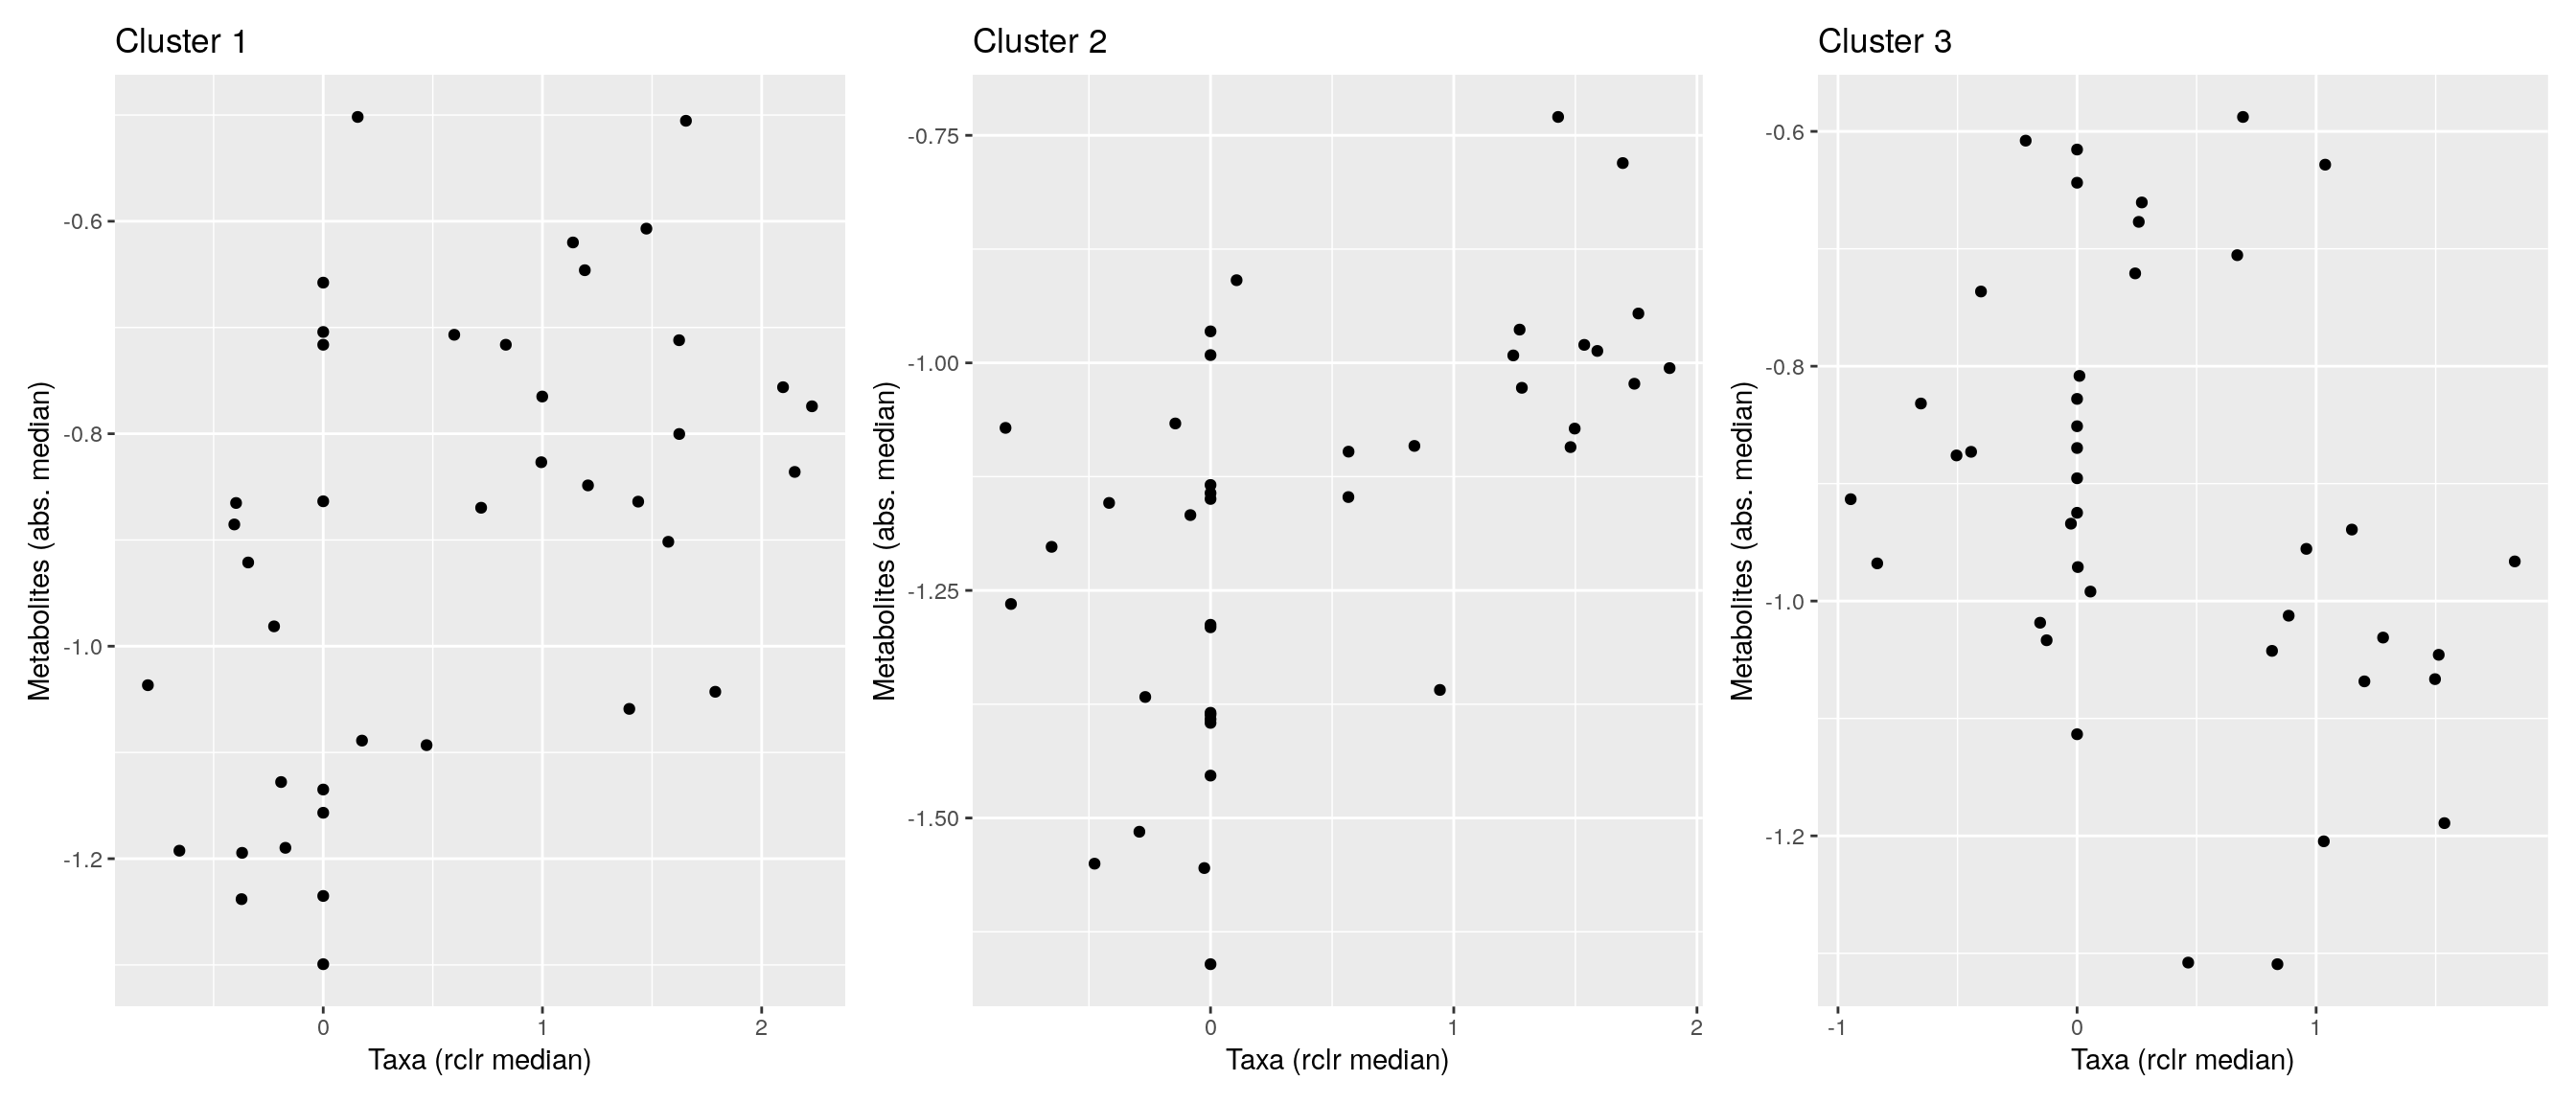 Cluster 1
Metabolites (abs. median)
-0.6
-0.8
-1.0
-1.2
0
1
2
Taxa (rclr median)
Cluster 2
Metabolites (abs. median)
-0.75
-1.00
-1.25
-1.50
0
1
2
Taxa (rclr median)
Cluster 3
Metabolites (abs. median)
-0.6
-0.8
-1.0
-1.2
-1
0
1
Taxa (rclr median)